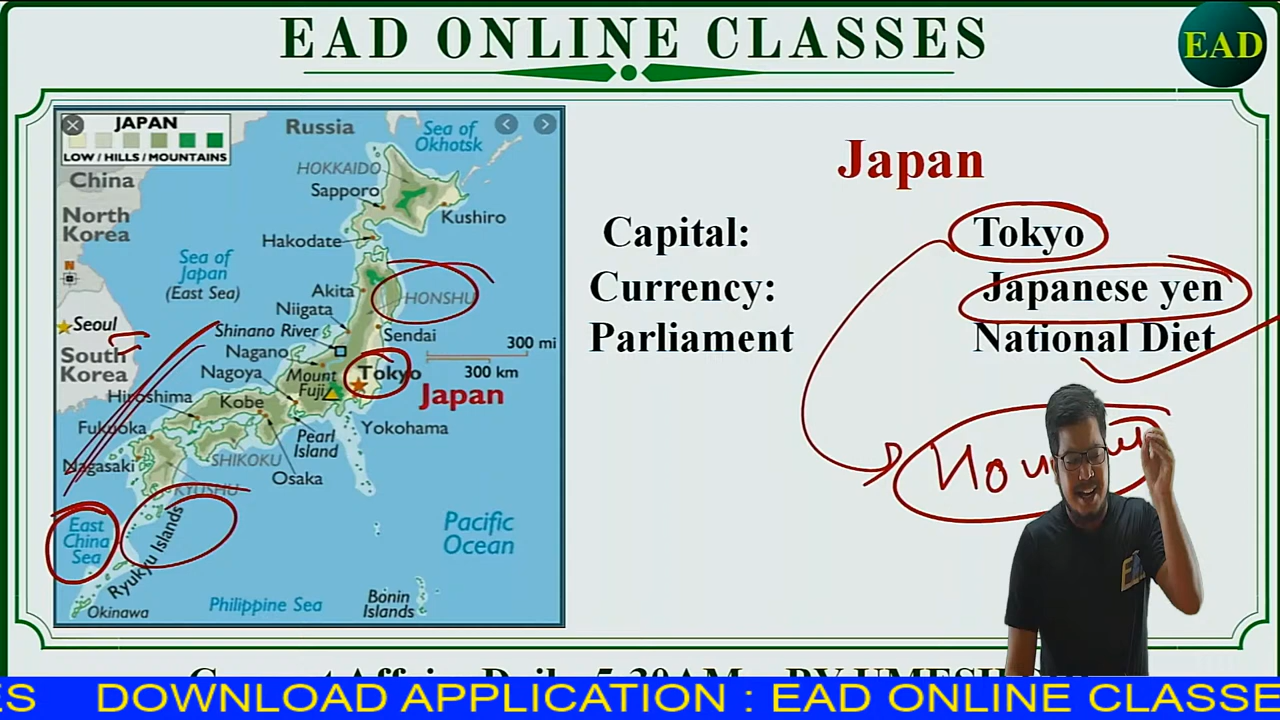 EAD ONLINE CLASSES
EAD
JAPAN
LOW / HILLS / MOUNTAINS
Russia
Sea of
Okhotsk
China
HOKKAIDO
Sapporo
Kushiro
North
Korea
Hakodate
Sea of
Japan
(East Sea)
N
Akita
HONSHU
Niigata
Seoul
Shinano River
Sendai
South
Korea
Nagano
300 mi
300 km
Nagoya
Mount
Fuji
Tokyo
Japan
Hiroshima
Kobe
Fukuoka
Yokohama
Pearl
Island
Nagasaki
SHIKOKU
Osaka
KYUSHU
East
China
Sea
Ryukyu Islands
Pacific
Ocean
Okinawa
Philippine Sea
Bonin
Islands
Japan
Capital: Tokyo
Currency: Japanese yen
Parliament National Diet
ES DOWNLOAD APPLICATION : EAD ONLINE CLASSE